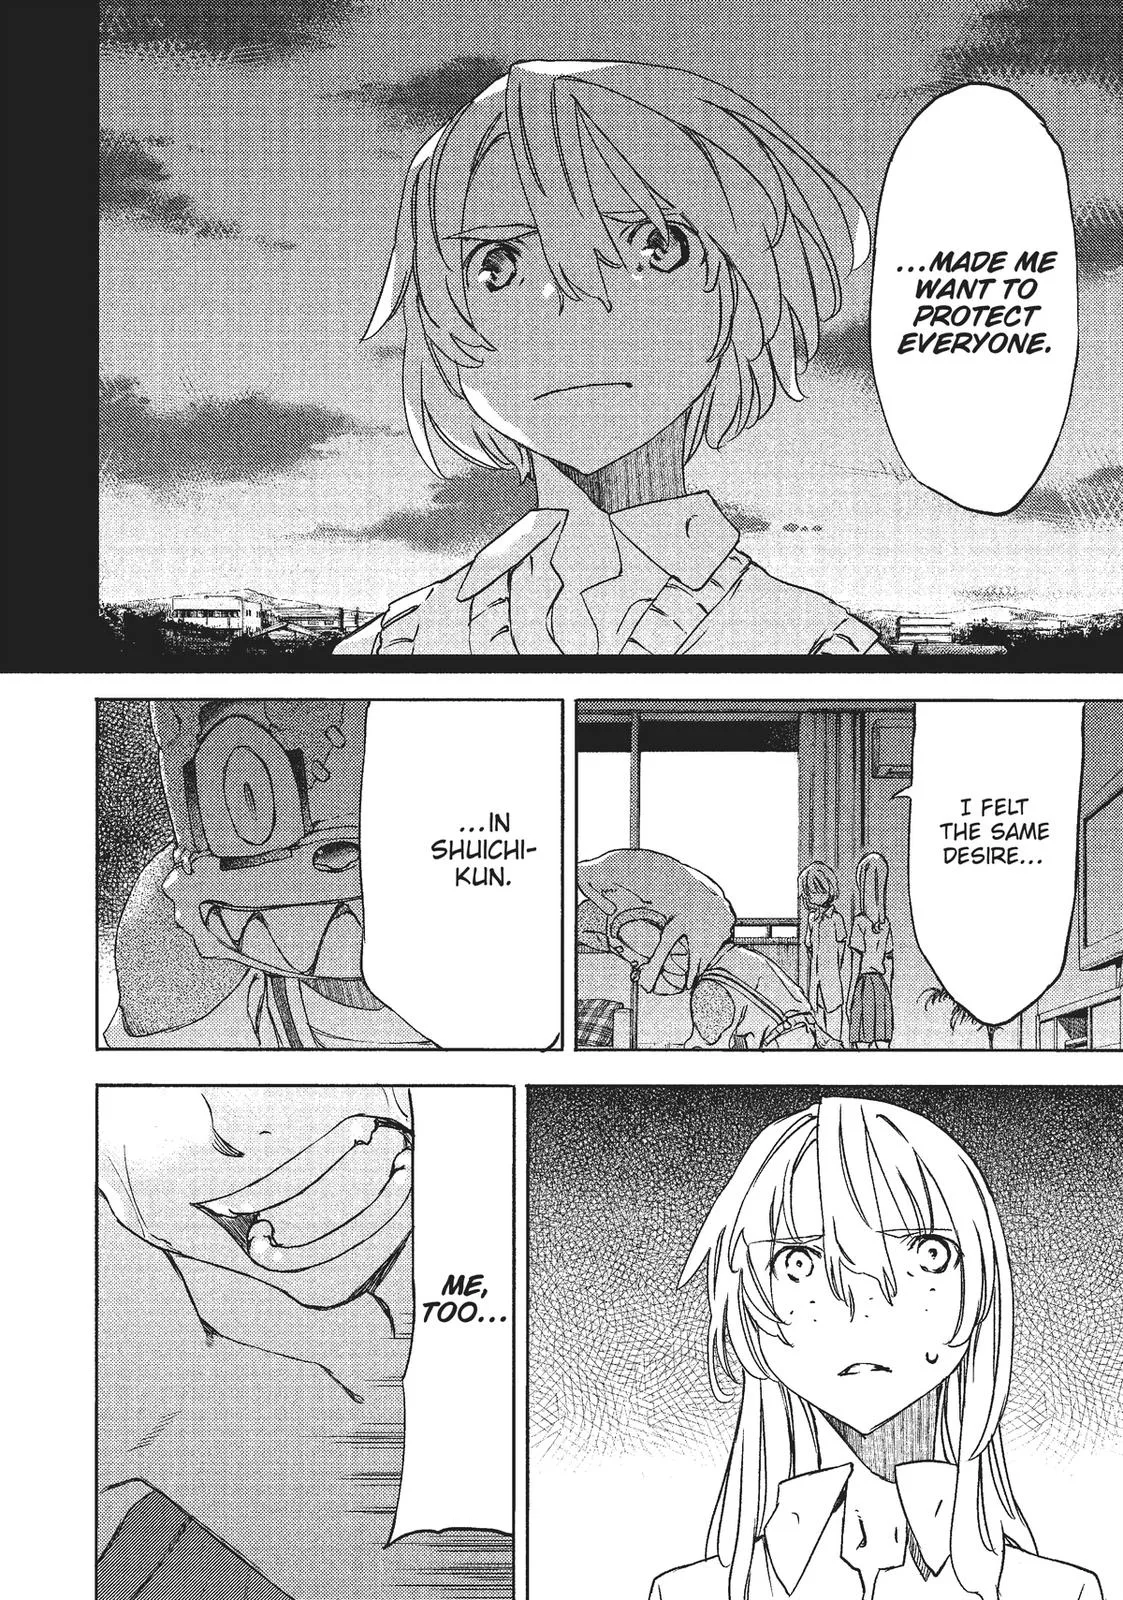 ...MADE ME
WANT TO
PROTECT
EVERYONE.
I FELT
THE SAME
DESIRE...
...IN
SHUICHI-
KUN.
ME,
TOO...